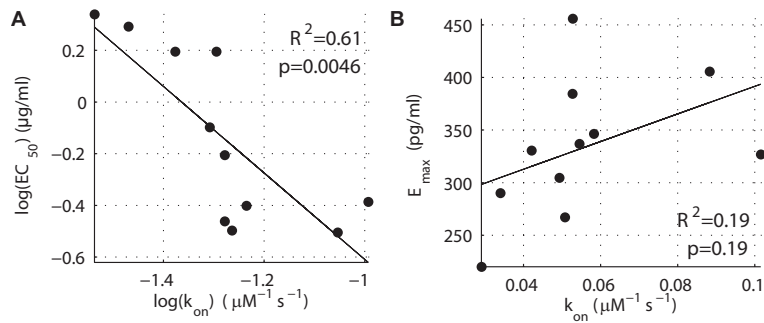 A
log(EC50) (μg/ml)
0.2
0
−0.2
−0.4
−0.6
R²=0.61
p=0.0046
−1.4
−1.2
−1
log(kon) ( μM⁻¹ s⁻¹)
B
Emax
(pg/ml)
450
400
350
300
250
R²=0.19
p=0.19
0.04
0.06
0.08
0.1
kon (μM⁻¹ s⁻¹)